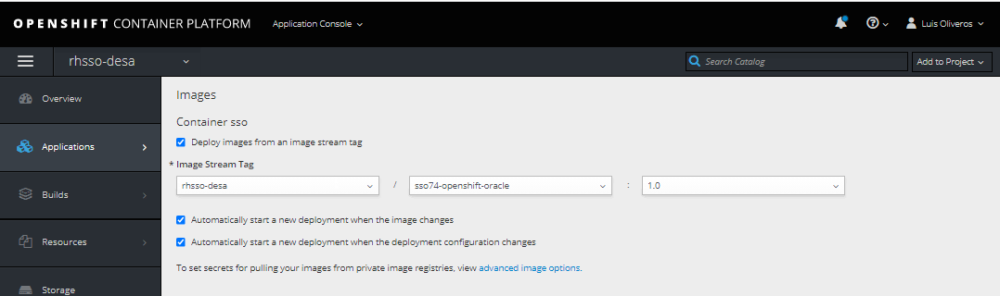 OPENSHIFT CONTAINER PLATFORM Application Console Luis Oliveros
rhsso-desa Search Catalog Add to Project
Overview
Applications
Builds
Resources
Storage
Images
Container sso
Deploy images from an image stream tag
* Image Stream Tag
rhsso-desa / sso74-openshift-oracle : 1.0
Automatically start a new deployment when the image changes
Automatically start a new deployment when the deployment configuration changes
To set secrets for pulling your images from private image registries, view advanced image options.